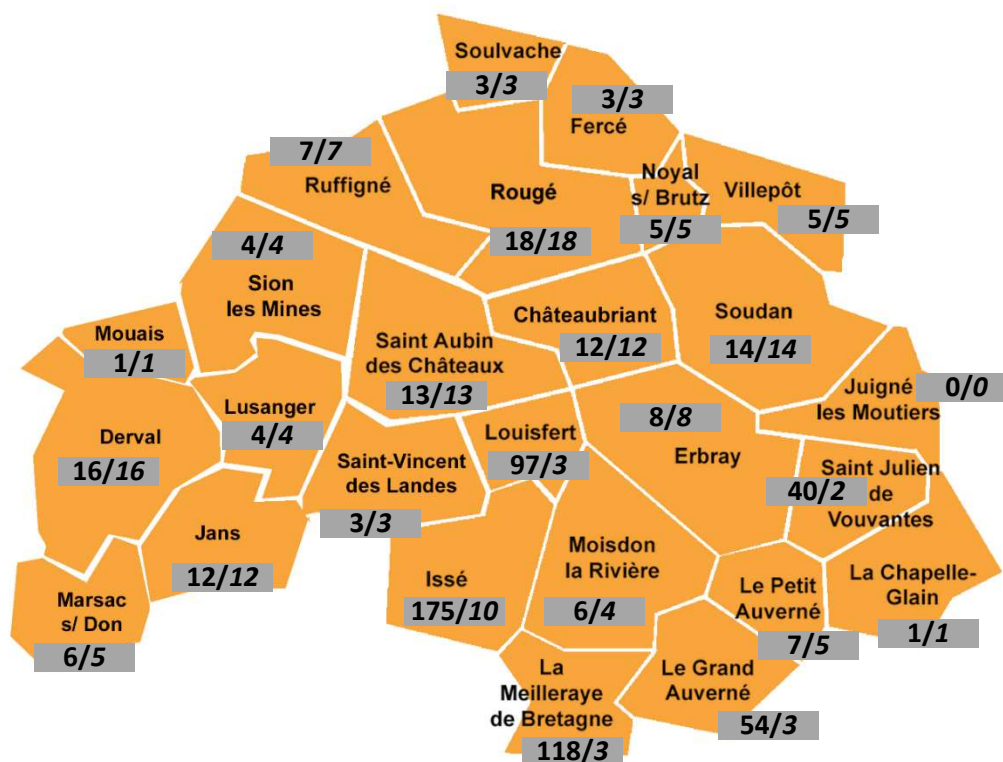 Soulvache
3/3
3/3
Fercé
7/7
Ruffigné
Rougé
18/18
Noyal
s/ Brutz
5/5
Villepôt
5/5
4/4
Sion
les Mines
Mouais
1/1
Saint Aubin
des Châteaux
13/13
Châteaubriant
12/12
Soudan
14/14
Juigné
les Moutiers
0/0
Derval
16/16
Lusanger
4/4
Saint-Vincent
des Landes
3/3
Louisfert
97/3
8/8
Erbray
Saint Julien
de
Vouvantes
40/2
Jans
12/12
Marsac
s/ Don
6/5
Issé
175/10
Moisdon
la Rivière
6/4
Le Petit
Auverné
7/5
La Chapelle-
Glain
1/1
La
Meilleraye
de Bretagne
118/3
Le Grand
Auverné
54/3